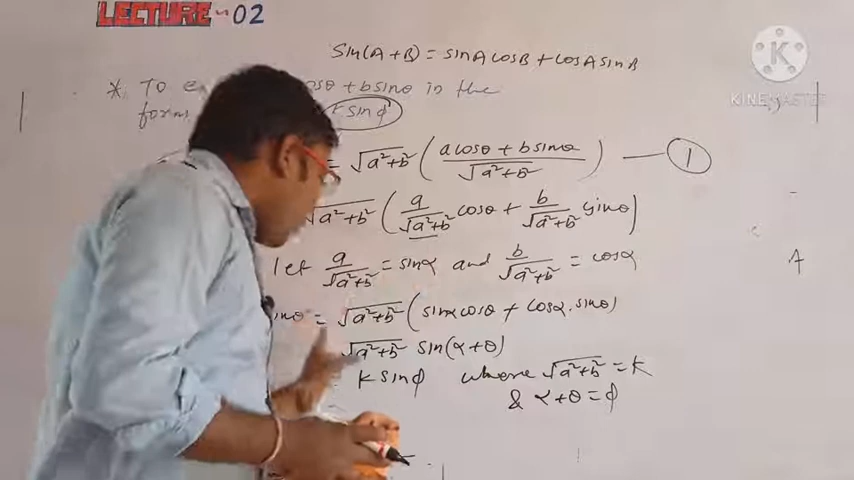 LECTURE-02
Sin(A+B) = sinA cosB + cosA sinB
* To cosθ + bsinθ in the
form k sinφ
= √a²+b² ( acosθ + bsinθ / √a²+b² ) — 1
√a²+b² ( a/√a²+b² cosθ + b/√a²+b² sinθ )
let a/√a²+b² = sinα and b/√a²+b² = cosα
sinθ = √a²+b² ( sinα cosθ + cosα. sinθ )
√a²+b² sin(α+θ)
= k sinφ where √a²+b² = k
& α+θ = φ
K
KINEMASTER